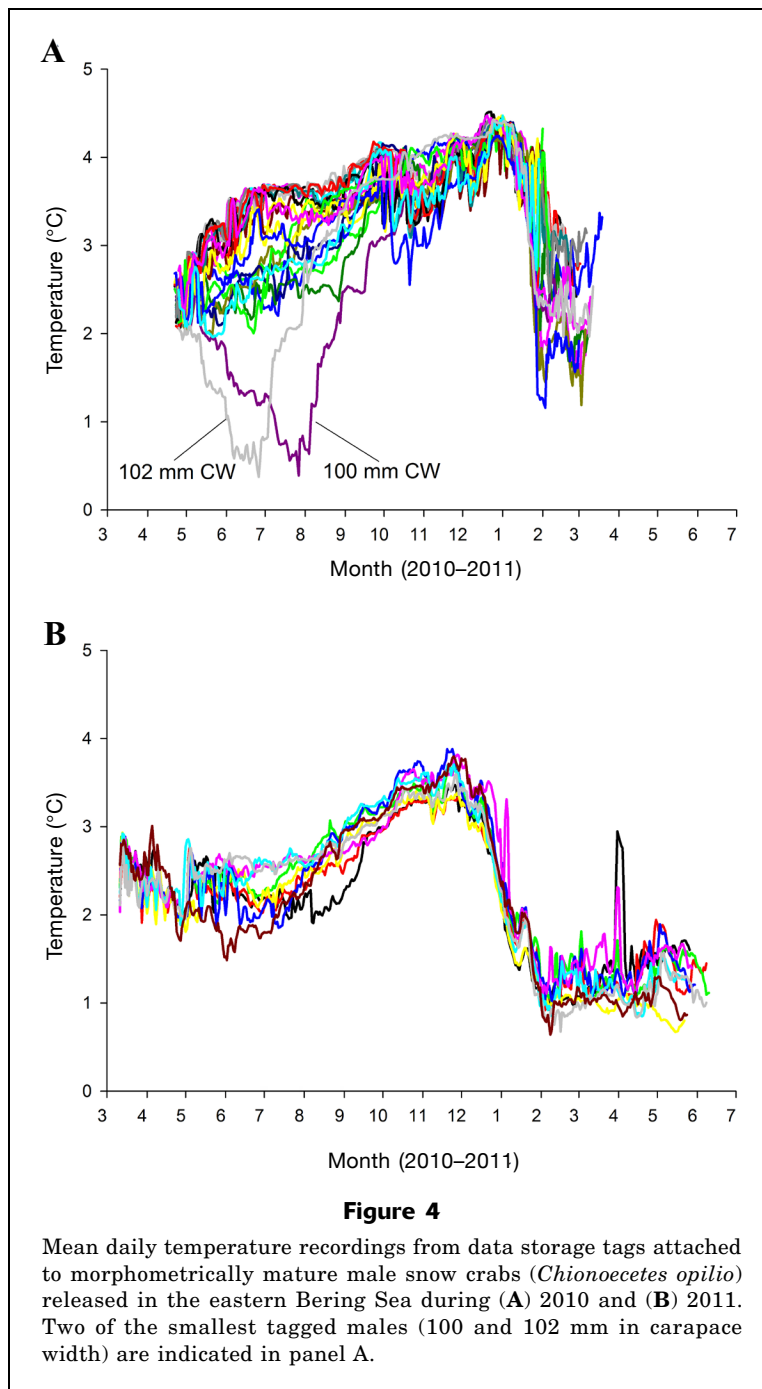 A
5
4
3
2
1
0
Temperature (°C)
102 mm CW
100 mm CW
3 4 5 6 7 8 9 10 11 12 1 2 3 4 5 6 7
Month (2010–2011)
B
5
4
3
2
1
0
Temperature (°C)
3 4 5 6 7 8 9 10 11 12 1 2 3 4 5 6 7
Month (2010–2011)
Figure 4
Mean daily temperature recordings from data storage tags attached
to morphometrically mature male snow crabs (Chionoecetes opilio)
released in the eastern Bering Sea during (A) 2010 and (B) 2011.
Two of the smallest tagged males (100 and 102 mm in carapace
width) are indicated in panel A.